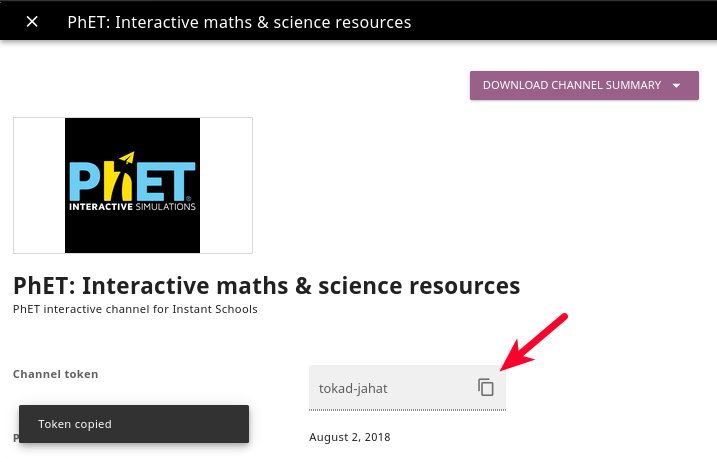 PhET: Interactive maths & science resources
DOWNLOAD CHANNEL SUMMARY
PhET
INTERACTIVE SIMULATIONS
PhET: Interactive maths & science resources
PhET interactive channel for Instant Schools
Channel token
tokad-jahat
Token copied
August 2, 2018